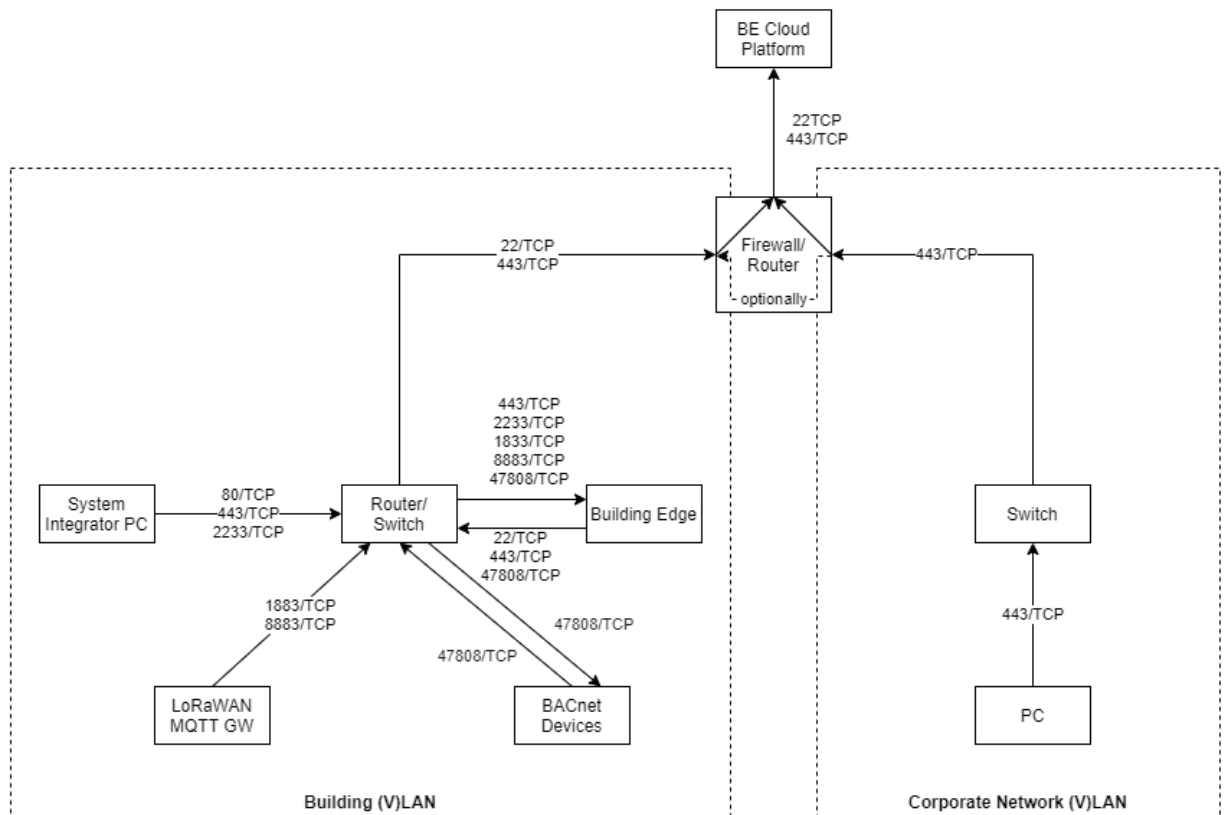 BE Cloud
Platform
22TCP
443/TCP
22/TCP
443/TCP
Firewall/
Router
optionally
443/TCP
443/TCP
2233/TCP
1833/TCP
8883/TCP
47808/TCP
System
Integrator PC
80/TCP
443/TCP
2233/TCP
Router/
Switch
Building Edge
22/TCP
443/TCP
47808/TCP
Switch
1883/TCP
8883/TCP
47808/TCP
47808/TCP
443/TCP
LoRaWAN
MQTT GW
BACnet
Devices
PC
Building (V)LAN
Corporate Network (V)LAN